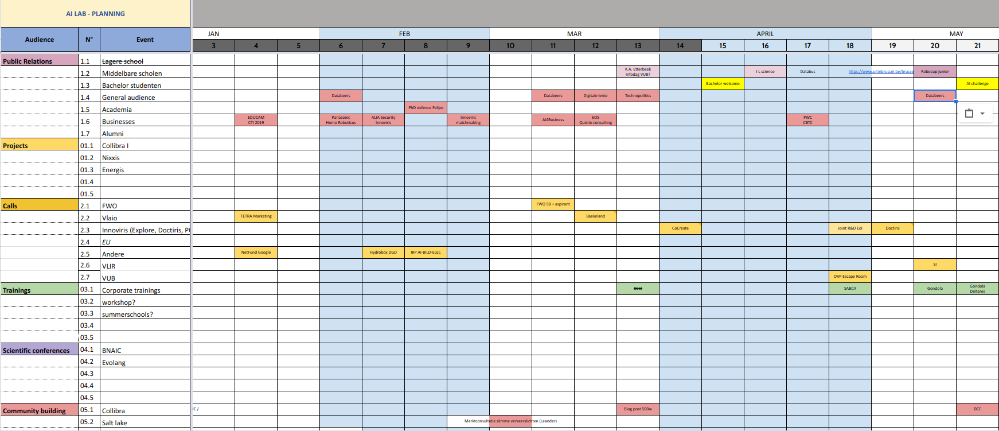 AI LAB - PLANNING
JAN FEB MAR APRIL MAY
Audience N° Event 3 4 5 6 7 8 9 10 11 12 13 14 15 16 17 18 19 20 21
Public Relations 1.1 Lagere school
1.2 Middelbare scholen K.A. Etterbeek Infodag VUB? I L science Databus https://www.uitinbrussel.be/brusse Robocup junior
1.3 Bachelor studenten Bachelor welcome AI challenge
1.4 General audience Databeers Databeers Digitale lente Technopolitics Databeers
1.5 Academia PhD defence Felipe
1.6 Businesses EDUCAM CTI 2019 Panasonic Homo Roboticus ALIA Security Innoviris Innoviris matchmaking AI4Business EOS Quisite consulting PWC CBTC
1.7 Alumni
Projects 01.1 Collibra I
01.2 Nixxis
01.3 Energis
01.4
01.5
Calls 2.1 FWO FWO SB + aspirant
2.2 Vlaio TETRA Marketing Baekeland
2.3 Innoviris (Explore, Doctiris, P CoCreate Joint R&D EoI Doctiris
2.4 EU
2.5 Andere NetFund Google Hydrobox DGD IRP AI-BILD-ELEC
2.6 VLIR SI
2.7 VUB OVP Escape Room
Trainings 03.1 Corporate trainings BECI SABCA Gondola Gondola Deltares
03.2 workshop?
03.3 summerschools?
03.4
03.5
Scientific conferences 04.1 BNAIC
04.2 Evolang
04.3
04.4
04.5
Community building 05.1 Collibra IC / Blog post 500w DCC
05.2 Salt lake Marktconsultatie slimme verkeerslichten (Leander)